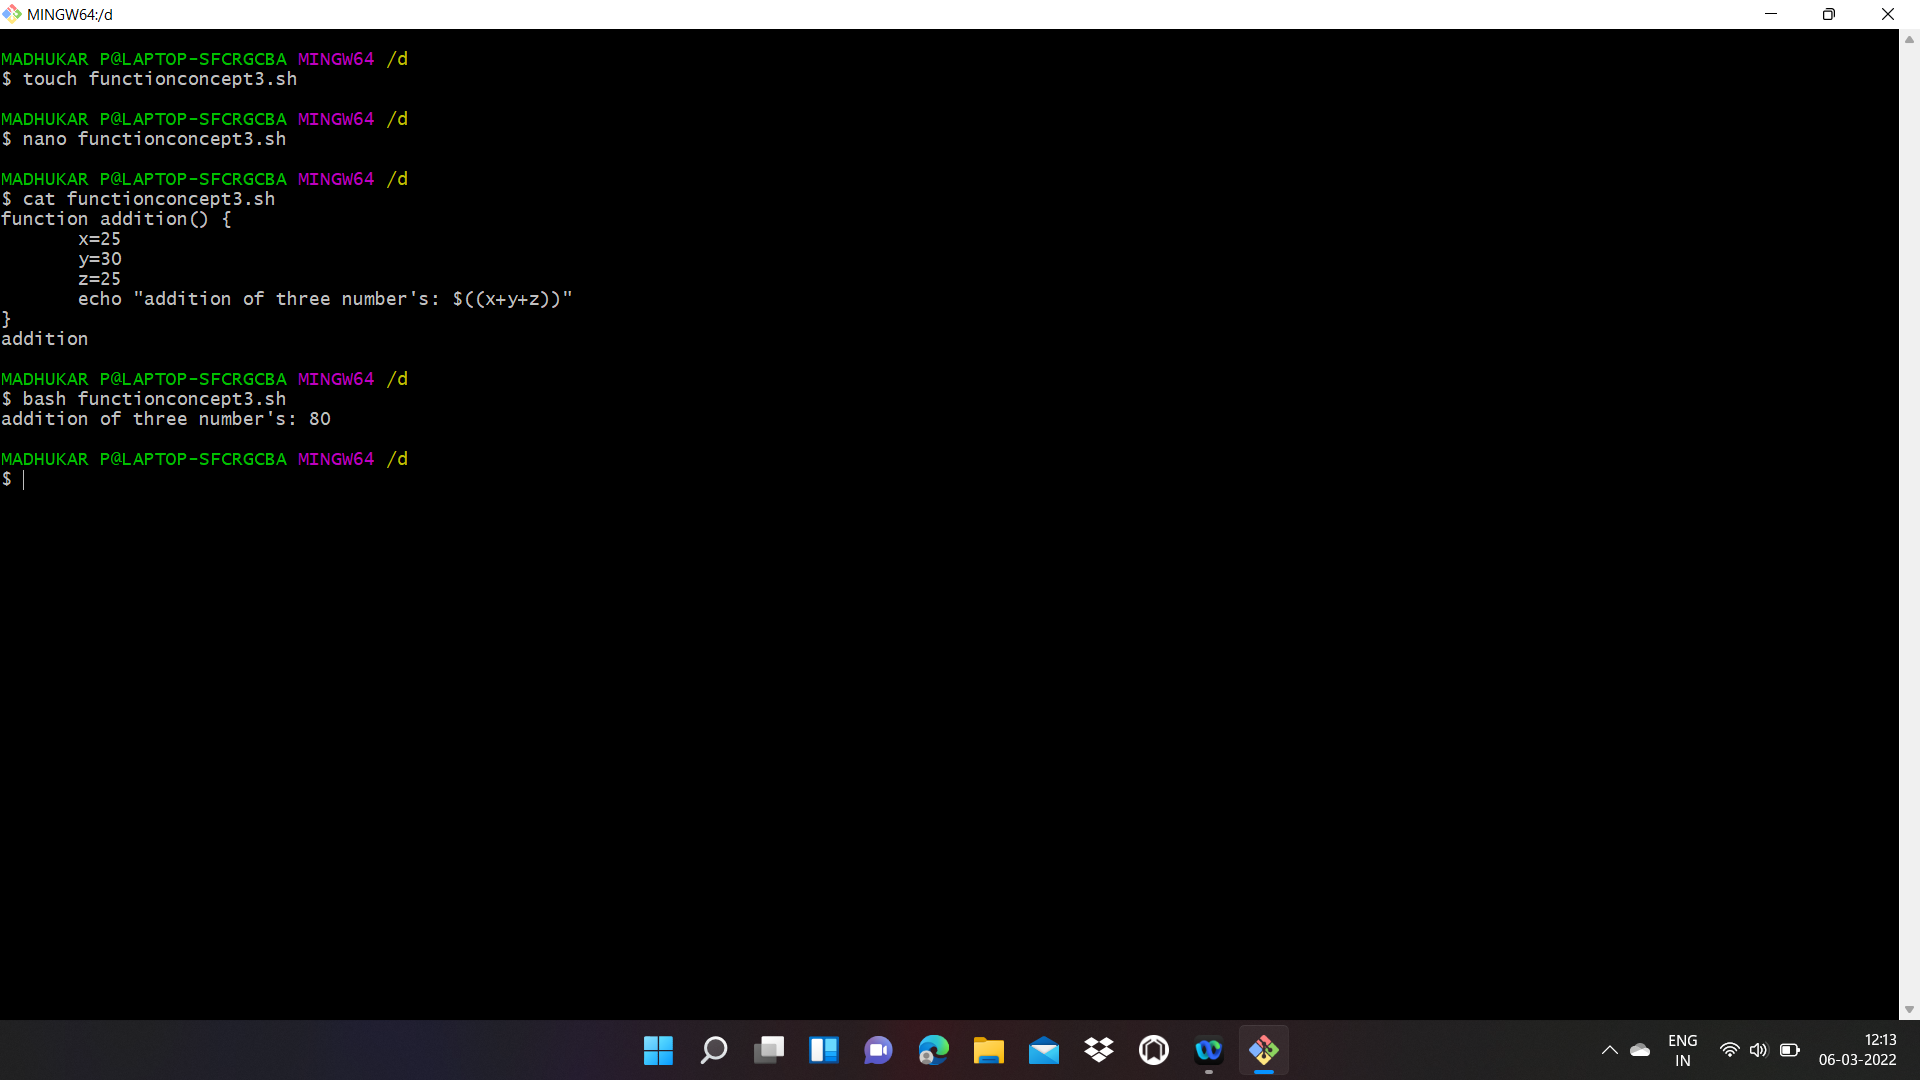 MINGW64:/d
MADHUKAR P@LAPTOP-SFCRGCBA MINGW64 /d
$ touch functionconcept3.sh
MADHUKAR P@LAPTOP-SFCRGCBA MINGW64 /d
$ nano functionconcept3.sh
MADHUKAR P@LAPTOP-SFCRGCBA MINGW64 /d
$ cat functionconcept3.sh
function addition() {
x=25
y=30
z=25
echo "addition of three number's: $((x+y+z))"
}
addition
MADHUKAR P@LAPTOP-SFCRGCBA MINGW64 /d
$ bash functionconcept3.sh
addition of three number's: 80
MADHUKAR P@LAPTOP-SFCRGCBA MINGW64 /d
$
ENG
IN
12:13
06-03-2022